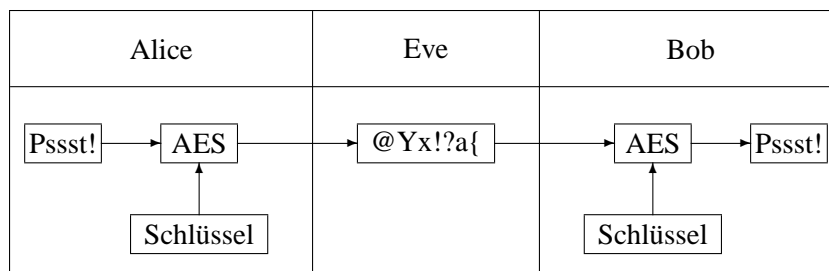 Alice Eve Bob
Pssst! AES @Yx!?a{ AES Pssst!
Schlüssel Schlüssel